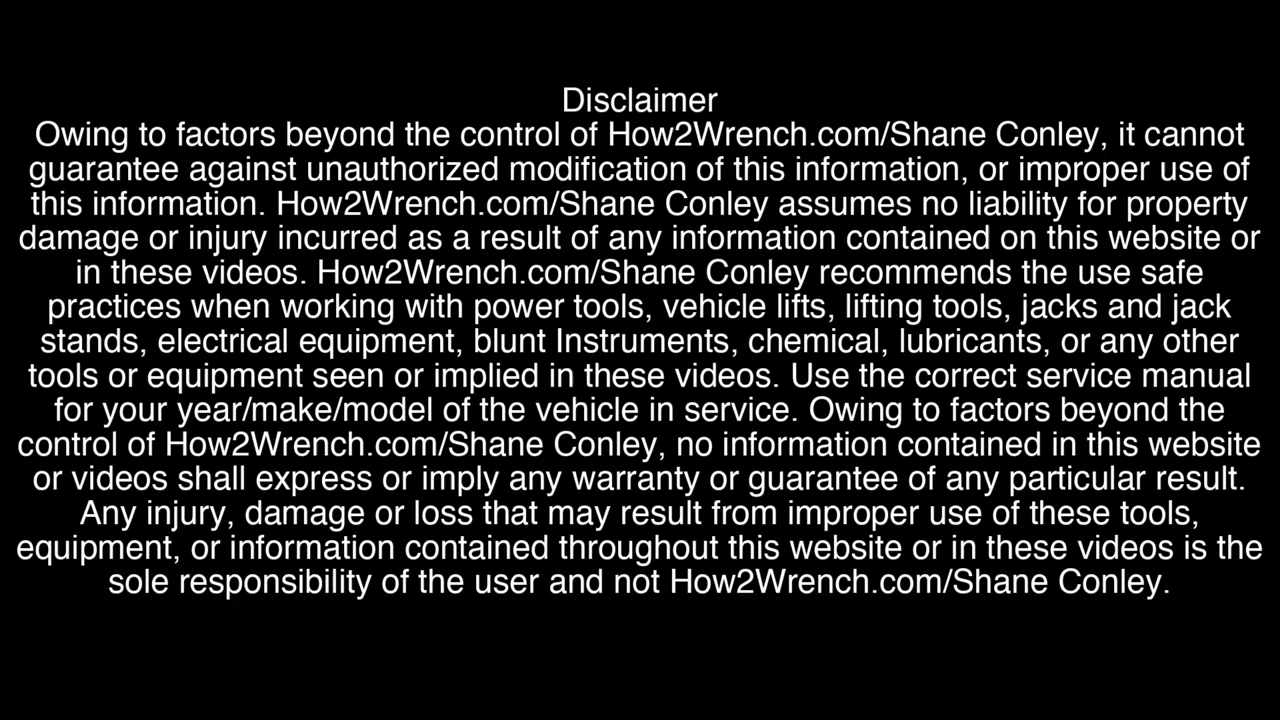 Disclaimer
Owing to factors beyond the control of How2Wrench.com/Shane Conley, it cannot
guarantee against unauthorized modification of this information, or improper use of
this information. How2Wrench.com/Shane Conley assumes no liability for property
damage or injury incurred as a result of any information contained on this website or
in these videos. How2Wrench.com/Shane Conley recommends the use safe
practices when working with power tools, vehicle lifts, lifting tools, jacks and jack
stands, electrical equipment, blunt Instruments, chemical, lubricants, or any other
tools or equipment seen or implied in these videos. Use the correct service manual
for your year/make/model of the vehicle in service. Owing to factors beyond the
control of How2Wrench.com/Shane Conley, no information contained in this website
or videos shall express or imply any warranty or guarantee of any particular result.
Any injury, damage or loss that may result from improper use of these tools,
equipment, or information contained throughout this website or in these videos is the
sole responsibility of the user and not How2Wrench.com/Shane Conley.